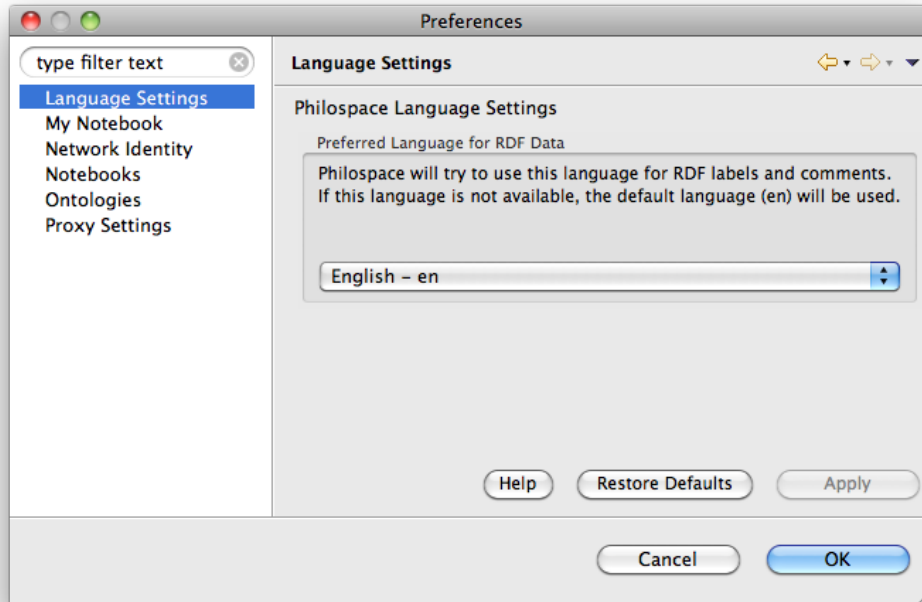 Preferences
type filter text
Language Settings
My Notebook
Network Identity
Notebooks
Ontologies
Proxy Settings
Language Settings
Philospace Language Settings
Preferred Language for RDF Data
Philospace will try to use this language for RDF labels and comments.
If this language is not available, the default language (en) will be used.
English – en
Help
Restore Defaults
Apply
Cancel
OK